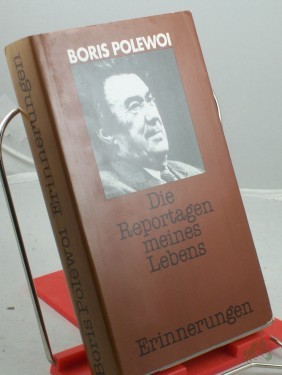 BORIS POLEWOI
Die
Reportagen
meines
Lebens
Erinnerungen
Boris Polewoi Erinnerungen